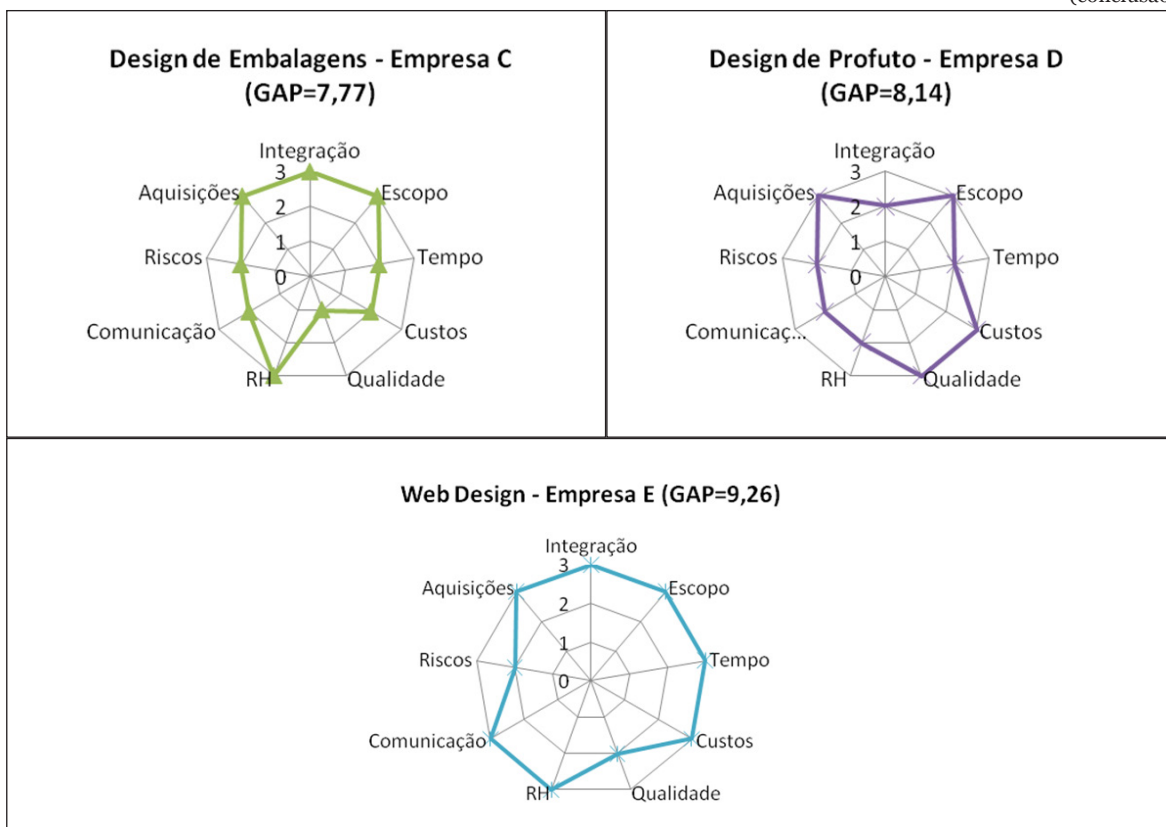 (conclusão
Design de Embalagens - Empresa C
(GAP=7,77)
Integração
3
Aquisições
Escopo
2
Riscos
1
Tempo
0
Comunicação
Custos
RH
Qualidade
Design de Profuto - Empresa D
(GAP=8,14)
Integração
3
Aquisições
Escopo
2
Riscos
1
Tempo
0
Comunicaç...
Custos
RH
Qualidade
Web Design - Empresa E (GAP=9,26)
Integração
3
Aquisições
Escopo
2
1
Riscos
Tempo
0
Comunicação
Custos
RH
Qualidade